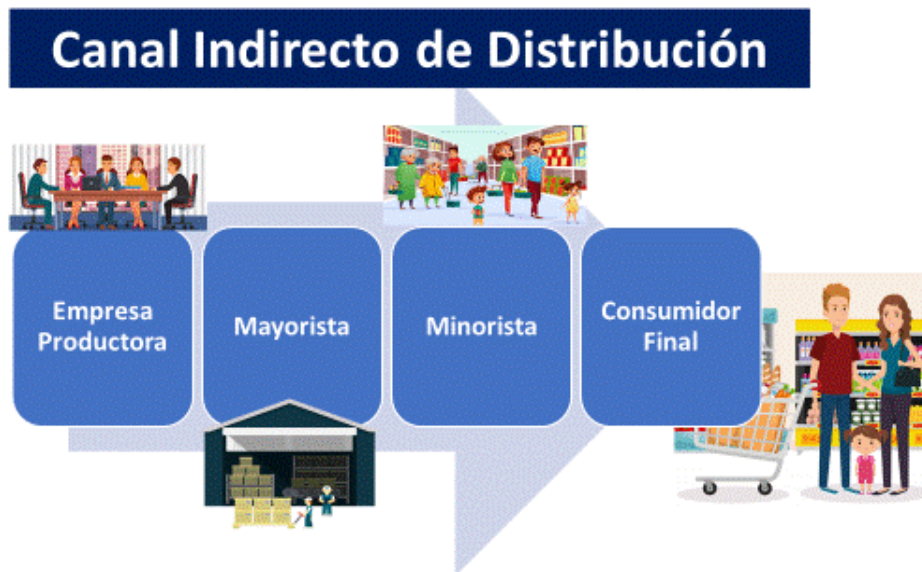 Canal Indirecto de Distribución
Empresa
Productora
Mayorista
Minorista
Consumidor
Final